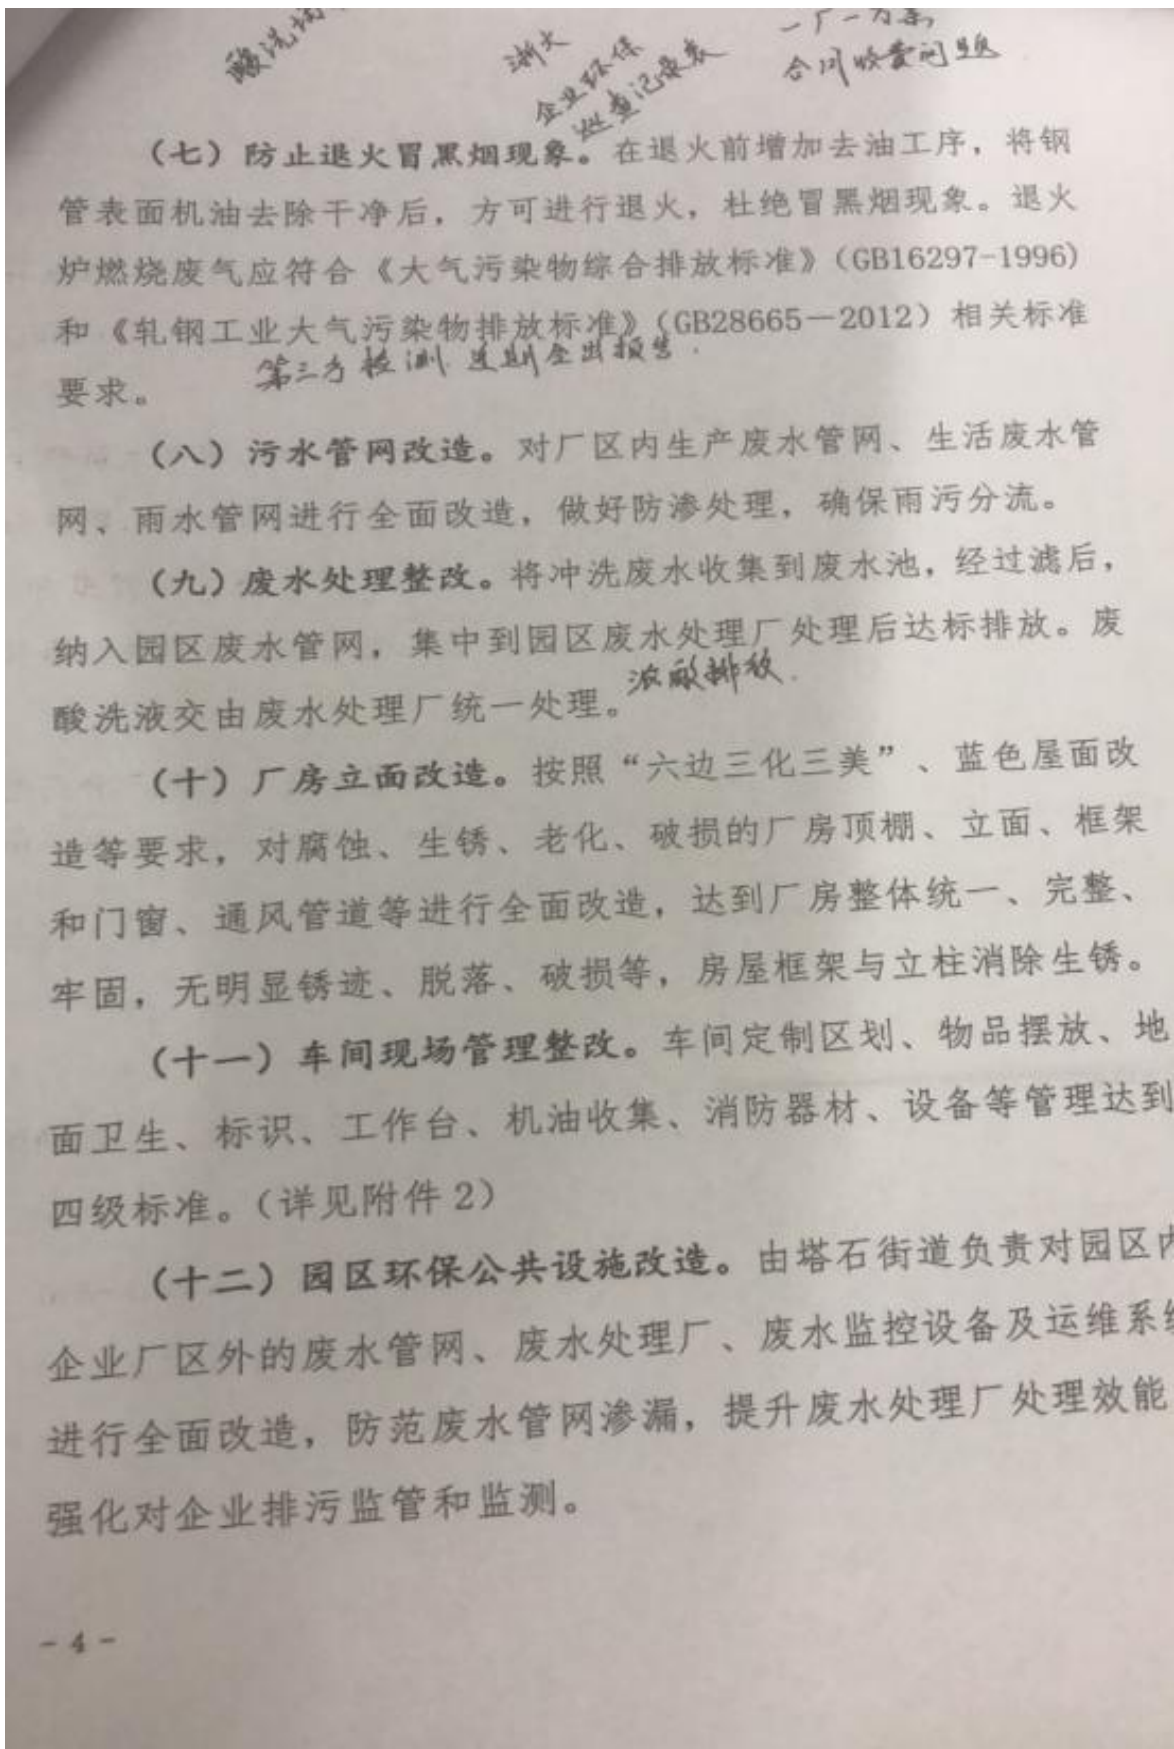 酸洗
浙大
企业环保
巡查记录表
一厂一方案
合同收费问题
（七）防止退火冒黑烟现象。在退火前增加去油工序，将钢
管表面机油去除干净后，方可进行退火，杜绝冒黑烟现象。退火
炉燃烧废气应符合《大气污染物综合排放标准》（GB16297-1996）
和《轧钢工业大气污染物排放标准》（GB28665－2012）相关标准
第三方检测 出报告.
要求。
（八）污水管网改造。对厂区内生产废水管网、生活废水管
网、雨水管网进行全面改造，做好防渗处理，确保雨污分流。
（九）废水处理整改。将冲洗废水收集到废水池，经过滤后，
纳入园区废水管网，集中到园区废水处理厂处理后达标排放。废
排放.
酸洗液交由废水处理厂统一处理。
（十）厂房立面改造。按照“六边三化三美”、蓝色屋面改
造等要求，对腐蚀、生锈、老化、破损的厂房顶棚、立面、框架
和门窗、通风管道等进行全面改造，达到厂房整体统一、完整、
牢固，无明显锈迹、脱落、破损等，房屋框架与立柱消除生锈。
（十一）车间现场管理整改。车间定制区划、物品摆放、地
面卫生、标识、工作台、机油收集、消防器材、设备等管理达到
四级标准。（详见附件2）
（十二）园区环保公共设施改造。由塔石街道负责对园区内
企业厂区外的废水管网、废水处理厂、废水监控设备及运维系统
进行全面改造，防范废水管网渗漏，提升废水处理厂处理效能
强化对企业排污监管和监测。
- 4 -